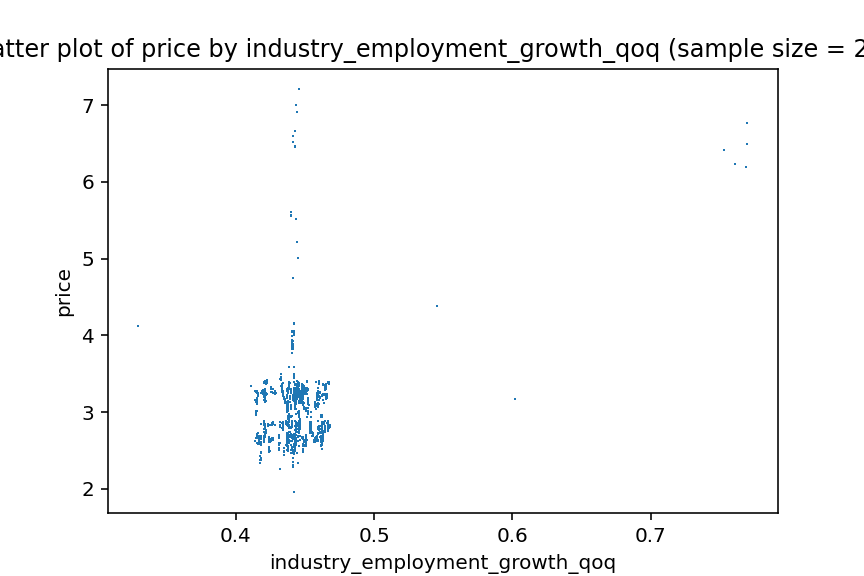 atter plot of price by industry_employment_growth_qoq (sample size = 2
7
6
5
4
3
2
price
0.4 0.5 0.6 0.7
industry_employment_growth_qoq